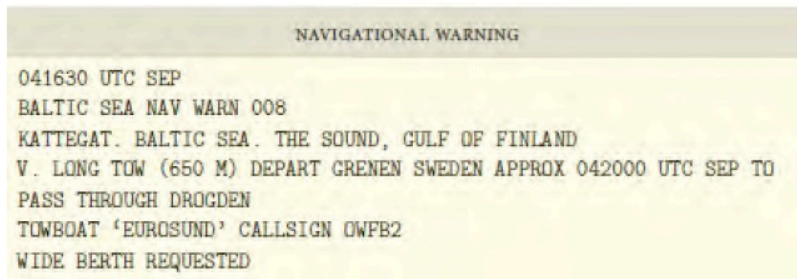 NAVIGATIONAL WARNING
041630 UTC SEP
BALTIC SEA NAV WARN 008
KATTEGAT. BALTIC SEA. THE SOUND, GULF OF FINLAND
V. LONG TOW (650 M) DEPART GRENEN SWEDEN APPROX 042000 UTC SEP TO
PASS THROUGH DROGDEN
TOWBOAT ‘EUROSUND’ CALLSIGN OWFB2
WIDE BERTH REQUESTED